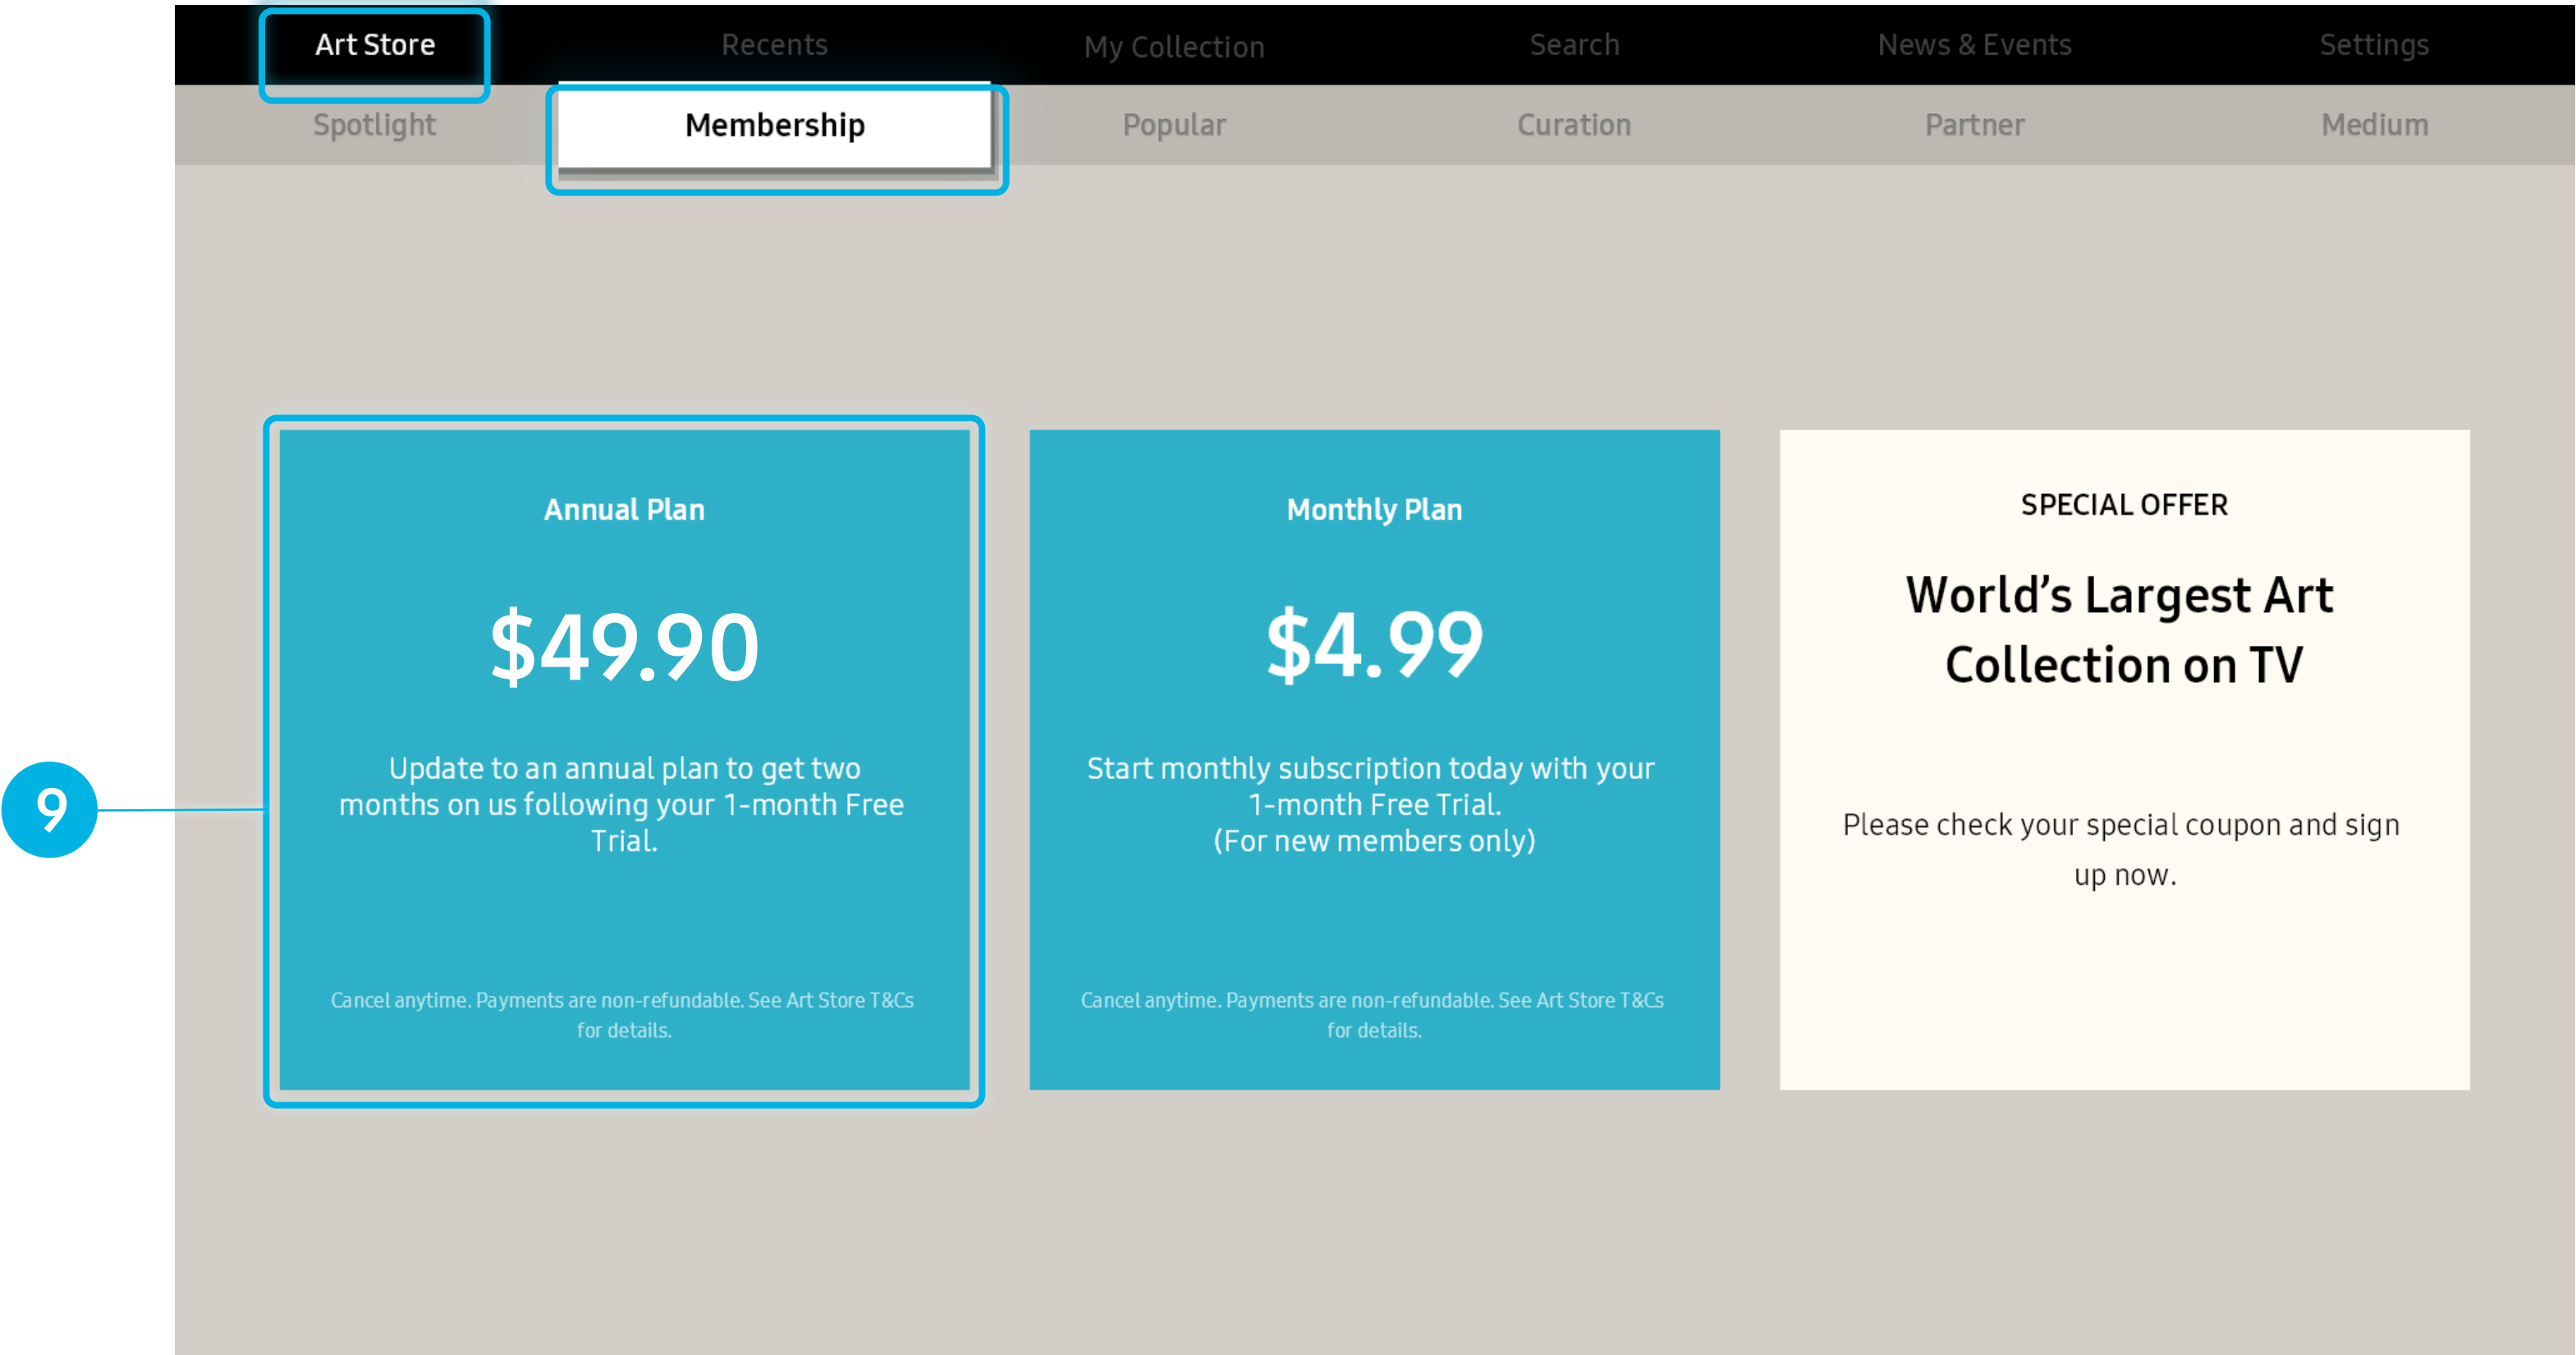 Art Store Recents My Collection Search News & Events Settings
Spotlight Membership Popular Curation Partner Medium
Annual Plan
$49.90
Update to an annual plan to get two
months on us following your 1-month Free
Trial.
Cancel anytime. Payments are non-refundable. See Art Store T&Cs
for details.
Monthly Plan
$4.99
Start monthly subscription today with your
1-month Free Trial.
(For new members only)
Cancel anytime. Payments are non-refundable. See Art Store T&Cs
for details.
SPECIAL OFFER
World’s Largest Art
Collection on TV
Please check your special coupon and sign
up now.
9